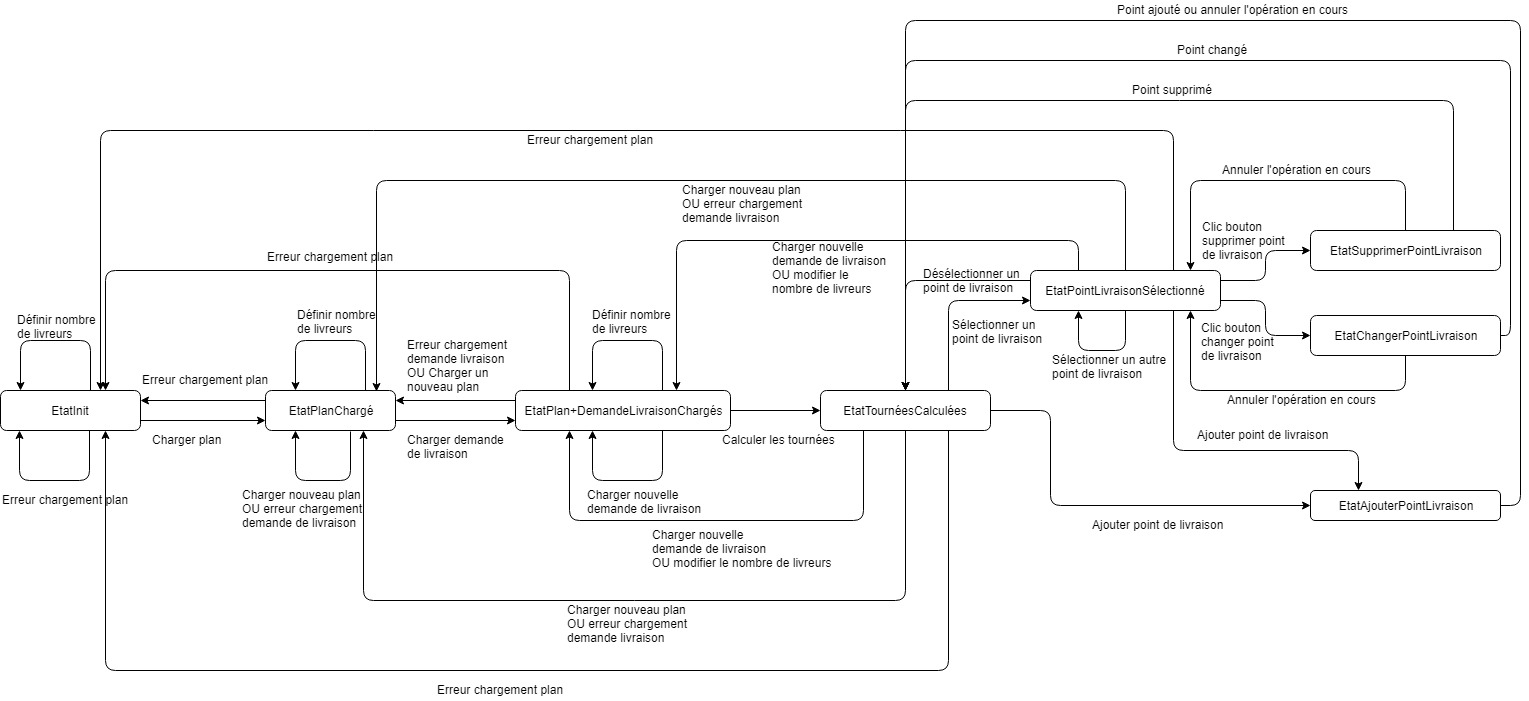 Point ajouté ou annuler l'opération en cours
Point changé
Point supprimé
Erreur chargement plan
Annuler l'opération en cours
Charger nouveau plan
OU erreur chargement
demande livraison
Clic bouton
supprimer point
de livraison
EtatSupprimerPointLivraison
Charger nouvelle
demande de livraison
OU modifier le
nombre de livreurs
Erreur chargement plan
Désélectionner un
point de livraison
EtatPointLivraisonSélectionné
Définir nombre
de livreurs
Définir nombre
de livreurs
Définir nombre
de livreurs
Sélectionner un
point de livraison
Clic bouton
changer point
de livraison
EtatChangerPointLivraison
Erreur chargement
demande livraison
OU Charger un
nouveau plan
Sélectionner un autre
point de livraison
Erreur chargement plan
Annuler l'opération en cours
EtatInit
EtatPlanChargé
EtatPlan+DemandeLivraisonChargés
EtatTournéesCalculées
Charger plan
Charger demande
de livraison
Calculer les tournées
Ajouter point de livraison
Erreur chargement plan
Charger nouveau plan
OU erreur chargement
demande de livraison
Charger nouvelle
demande de livraison
EtatAjouterPointLivraison
Ajouter point de livraison
Charger nouvelle
demande de livraison
OU modifier le nombre de livreurs
Charger nouveau plan
OU erreur chargement
demande livraison
Erreur chargement plan